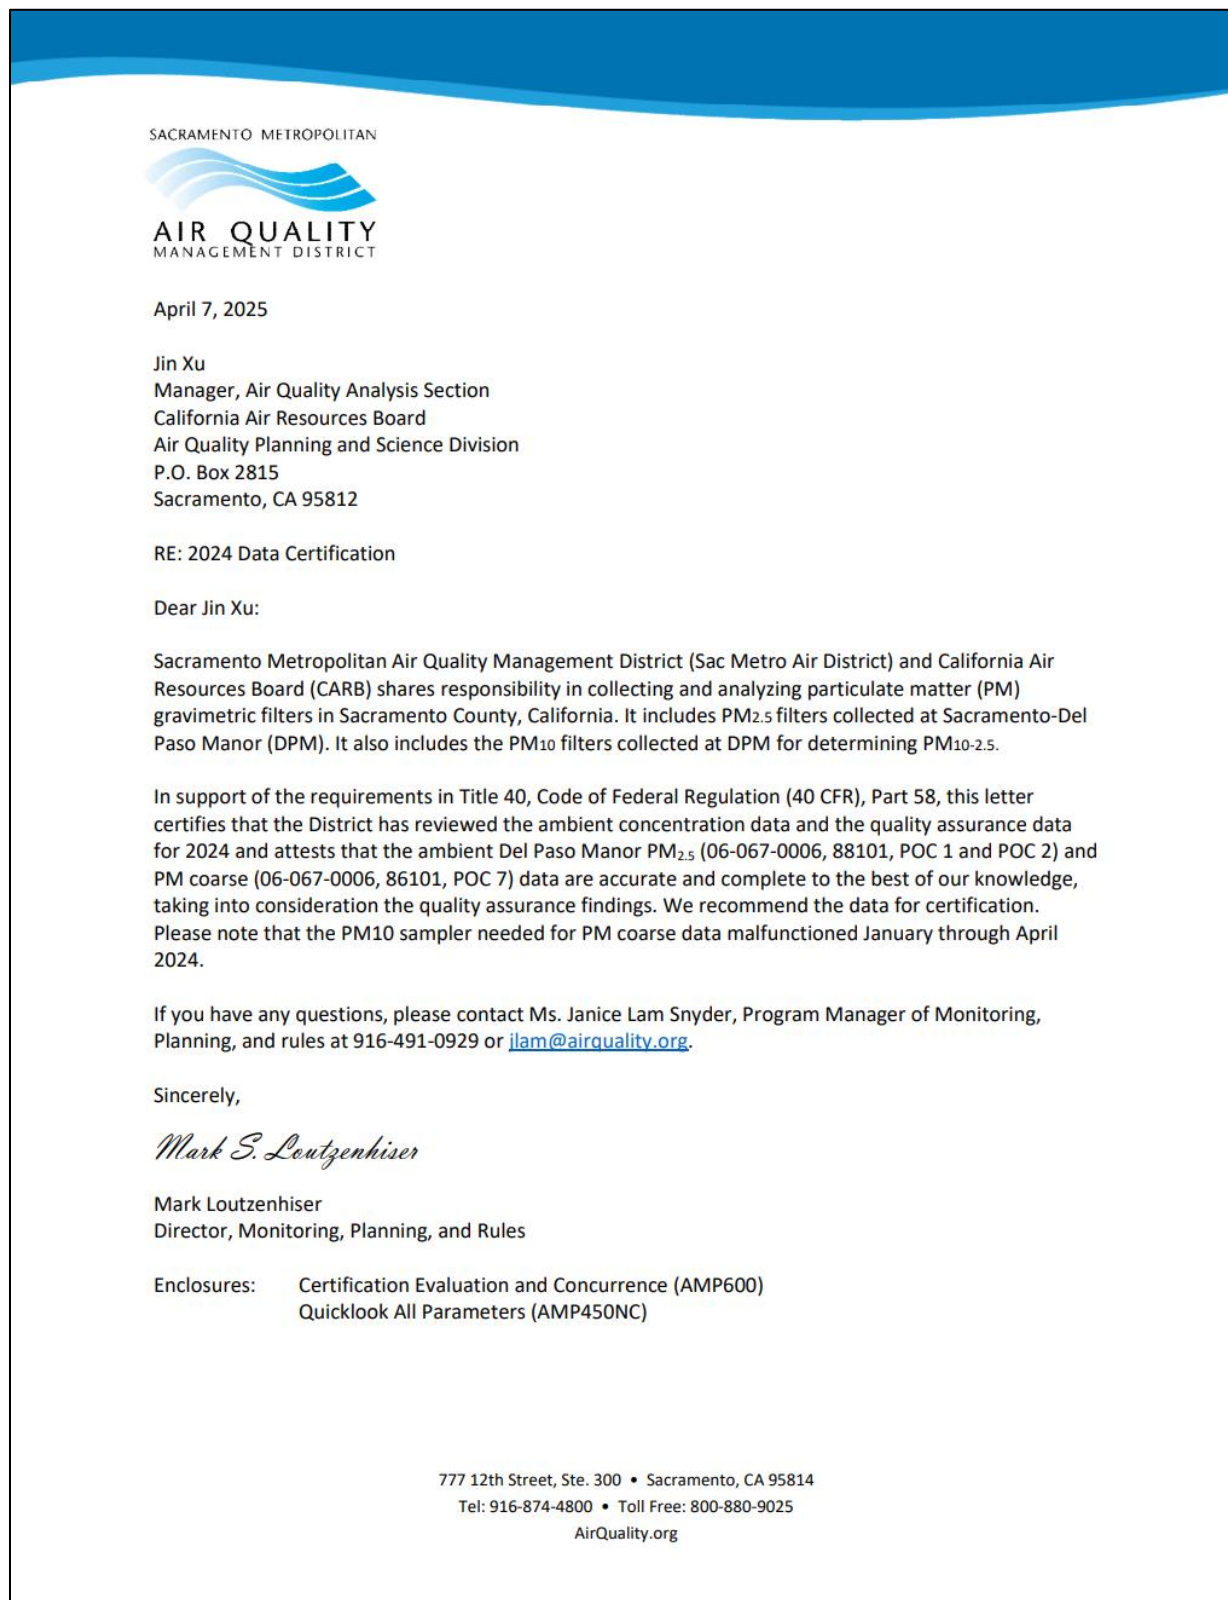 SACRAMENTO METROPOLITAN
AIR QUALITY
MANAGEMENT DISTRICT
April 7, 2025
Jin Xu
Manager, Air Quality Analysis Section
California Air Resources Board
Air Quality Planning and Science Division
P.O. Box 2815
Sacramento, CA 95812
RE: 2024 Data Certification
Dear Jin Xu:
Sacramento Metropolitan Air Quality Management District (Sac Metro Air District) and California Air
Resources Board (CARB) shares responsibility in collecting and analyzing particulate matter (PM)
gravimetric filters in Sacramento County, California. It includes PM2.5 filters collected at Sacramento-Del
Paso Manor (DPM). It also includes the PM10 filters collected at DPM for determining PM10-2.5.
In support of the requirements in Title 40, Code of Federal Regulation (40 CFR), Part 58, this letter
certifies that the District has reviewed the ambient concentration data and the quality assurance data
for 2024 and attests that the ambient Del Paso Manor PM2.5 (06-067-0006, 88101, POC 1 and POC 2) and
PM coarse (06-067-0006, 86101, POC 7) data are accurate and complete to the best of our knowledge,
taking into consideration the quality assurance findings. We recommend the data for certification.
Please note that the PM10 sampler needed for PM coarse data malfunctioned January through April
2024.
If you have any questions, please contact Ms. Janice Lam Snyder, Program Manager of Monitoring,
Planning, and rules at 916-491-0929 or jlam@airquality.org.
Sincerely,
Mark S. Loutzenhiser
Mark Loutzenhiser
Director, Monitoring, Planning, and Rules
Enclosures: Certification Evaluation and Concurrence (AMP600)
Quicklook All Parameters (AMP450NC)
777 12th Street, Ste. 300 • Sacramento, CA 95814
Tel: 916-874-4800 • Toll Free: 800-880-9025
AirQuality.org